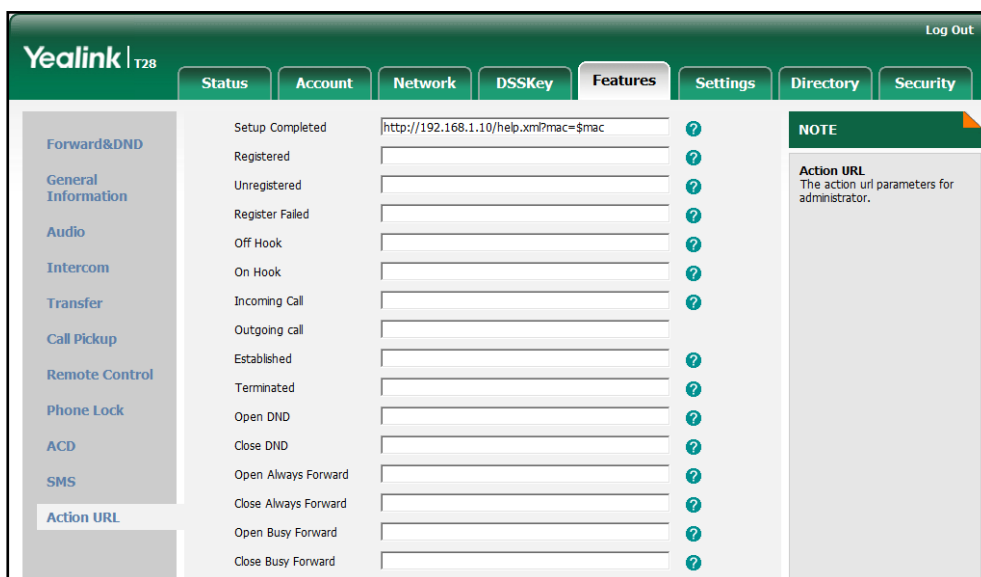 Log Out
Yealink T28
Status Account Network DSSKey Features Settings Directory Security
Forward&DND
General
Information
Audio
Intercom
Transfer
Call Pickup
Remote Control
Phone Lock
ACD
SMS
Action URL
Setup Completed http://192.168.1.10/help.xml?mac=$mac ?
Registered ?
Unregistered ?
Register Failed ?
Off Hook ?
On Hook ?
Incoming Call ?
Outgoing call
Established ?
Terminated ?
Open DND ?
Close DND ?
Open Always Forward ?
Close Always Forward ?
Open Busy Forward ?
Close Busy Forward ?
NOTE
Action URL
The action url parameters for
administrator.